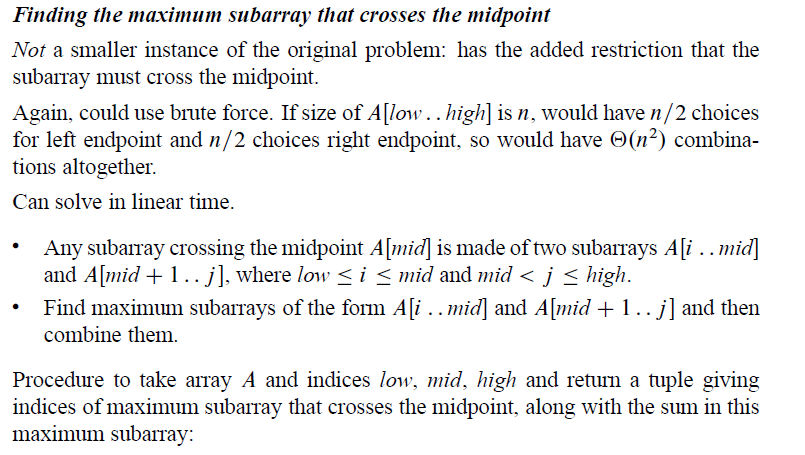 Finding the maximum subarray that crosses the midpoint
Not a smaller instance of the original problem: has the added restriction that the
subarray must cross the midpoint.
Again, could use brute force. If size of A[low . . high] is n, would have n/2 choices
for left endpoint and n/2 choices right endpoint, so would have Θ(n²) combina-
tions altogether.
Can solve in linear time.
• Any subarray crossing the midpoint A[mid] is made of two subarrays A[i . . mid]
and A[mid + 1 . . j], where low ≤ i ≤ mid and mid < j ≤ high.
• Find maximum subarrays of the form A[i . . mid] and A[mid + 1 . . j] and then
combine them.
Procedure to take array A and indices low, mid, high and return a tuple giving
indices of maximum subarray that crosses the midpoint, along with the sum in this
maximum subarray: